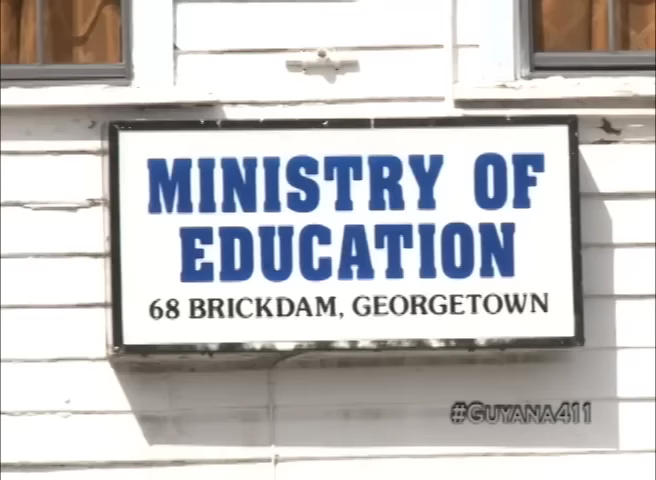 MINISTRY OF
EDUCATION
68 BRICKDAM, GEORGETOWN
#GUYANA411